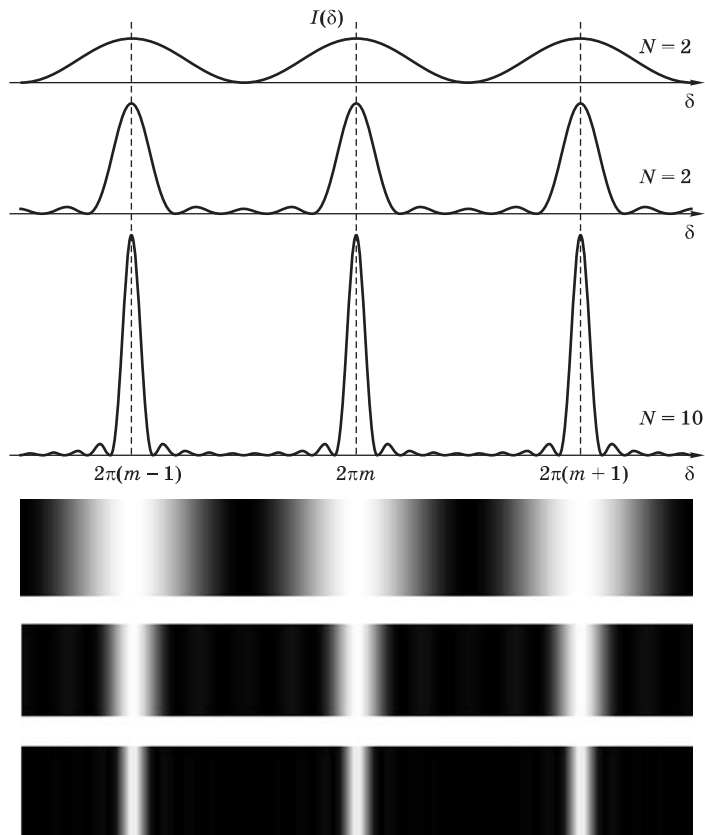 I(δ)
N = 2
δ
N = 2
δ
N = 10
2π(m – 1) 2πm 2π(m + 1) δ